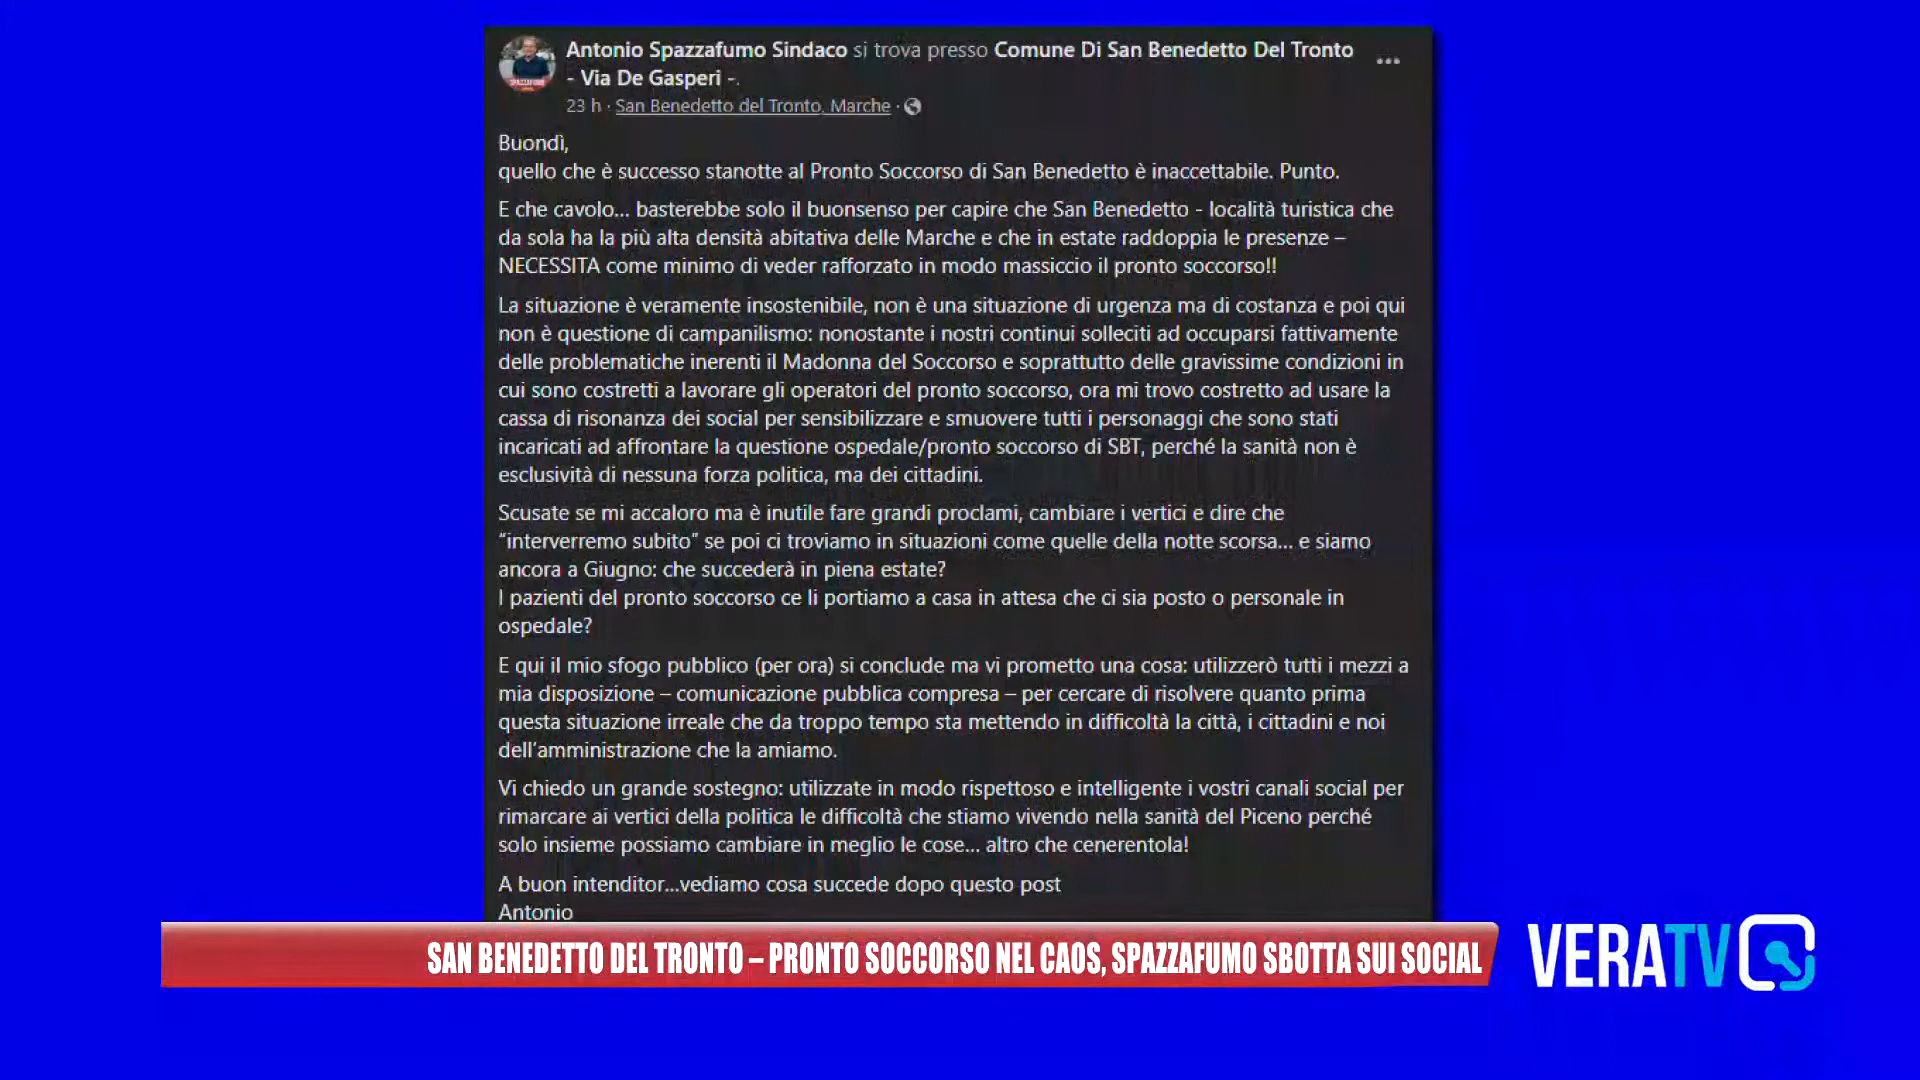 Antonio Spazzafumo Sindaco si trova presso Comune Di San Benedetto Del Tronto
- Via De Gasperi -.
23 h · San Benedetto del Tronto, Marche ·
Buondì,
quello che è successo stanotte al Pronto Soccorso di San Benedetto è inaccettabile. Punto.
E che cavolo... basterebbe solo il buonsenso per capire che San Benedetto - località turistica che
da sola ha la più alta densità abitativa delle Marche e che in estate raddoppia le presenze –
NECESSITA come minimo di veder rafforzato in modo massiccio il pronto soccorso!!
La situazione è veramente insostenibile, non è una situazione di urgenza ma di costanza e poi qui
non è questione di campanilismo: nonostante i nostri continui solleciti ad occuparsi fattivamente
delle problematiche inerenti il Madonna del Soccorso e soprattutto delle gravissime condizioni in
cui sono costretti a lavorare gli operatori del pronto soccorso, ora mi trovo costretto ad usare la
cassa di risonanza dei social per sensibilizzare e smuovere tutti i personaggi che sono stati
incaricati ad affrontare la questione ospedale/pronto soccorso di SBT, perché la sanità non è
esclusività di nessuna forza politica, ma dei cittadini.
Scusate se mi accaloro ma è inutile fare grandi proclami, cambiare i vertici e dire che
“interverremo subito” se poi ci troviamo in situazioni come quelle della notte scorsa... e siamo
ancora a Giugno: che succederà in piena estate?
I pazienti del pronto soccorso ce li portiamo a casa in attesa che ci sia posto o personale in
ospedale?
E qui il mio sfogo pubblico (per ora) si conclude ma vi prometto una cosa: utilizzerò tutti i mezzi a
mia disposizione – comunicazione pubblica compresa – per cercare di risolvere quanto prima
questa situazione irreale che da troppo tempo sta mettendo in difficoltà la città, i cittadini e noi
dell’amministrazione che la amiamo.
Vi chiedo un grande sostegno: utilizzate in modo rispettoso e intelligente i vostri canali social per
rimarcare ai vertici della politica le difficoltà che stiamo vivendo nella sanità del Piceno perché
solo insieme possiamo cambiare in meglio le cose... altro che cenerentola!
A buon intenditor...vediamo cosa succede dopo questo post
Antonio
SAN BENEDETTO DEL TRONTO – PRONTO SOCCORSO NEL CAOS, SPAZZAFUMO SBOTTA SUI SOCIAL
VERATV